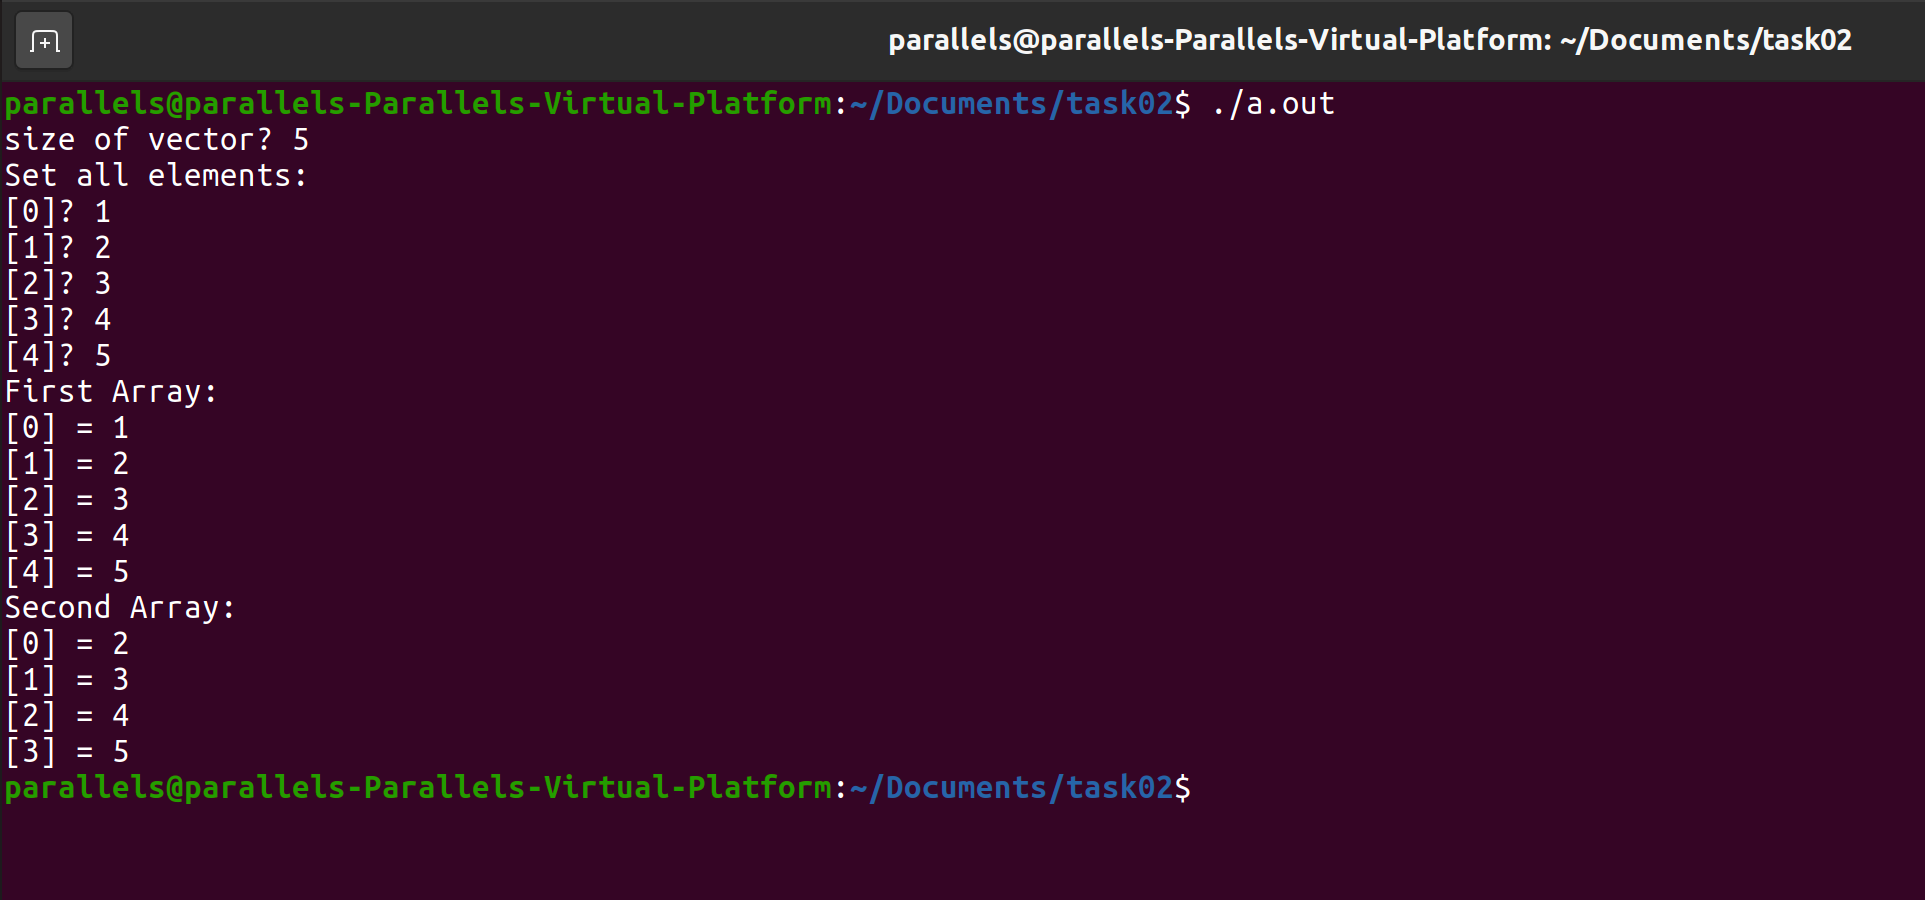 parallels@parallels-Parallels-Virtual-Platform: ~/Documents/task02
parallels@parallels-Parallels-Virtual-Platform:~/Documents/task02$ ./a.out
size of vector? 5
Set all elements:
[0]? 1
[1]? 2
[2]? 3
[3]? 4
[4]? 5
First Array:
[0] = 1
[1] = 2
[2] = 3
[3] = 4
[4] = 5
Second Array:
[0] = 2
[1] = 3
[2] = 4
[3] = 5
parallels@parallels-Parallels-Virtual-Platform:~/Documents/task02$